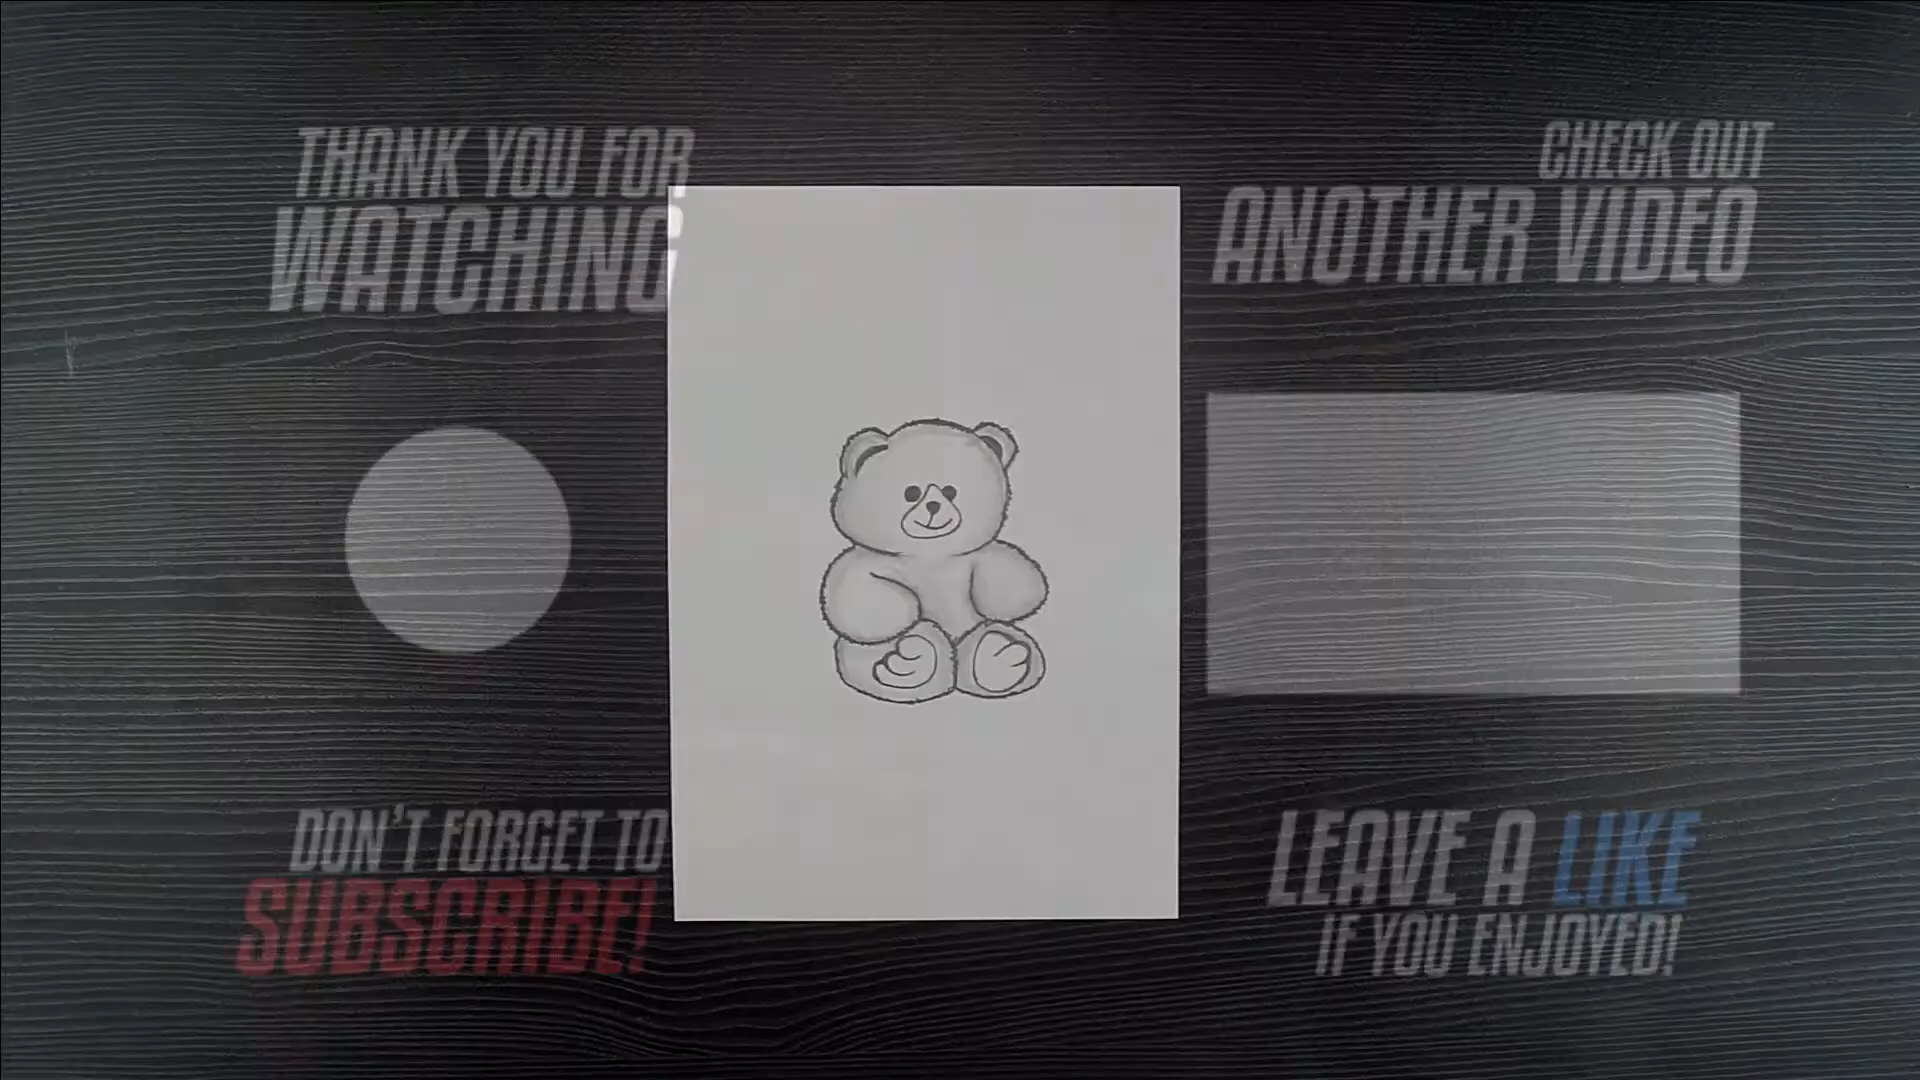 THANK YOU FOR
WATCHING
CHECK OUT
ANOTHER VIDEO
DON'T FORGET TO
SUBSCRIBE!
LEAVE A LIKE
IF YOU ENJOYED!